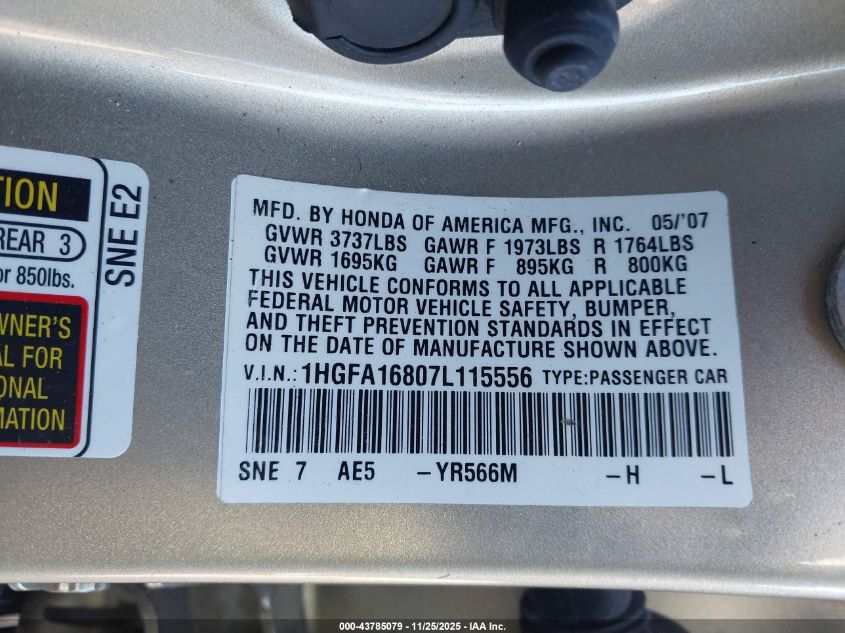 TION
REAR 3
or 850lbs.
WNER'S
AL FOR
ONAL
MATION
SNE E2
MFD. BY HONDA OF AMERICA MFG., INC. 05/'07
GVWR 3737LBS GAWR F 1973LBS R 1764LBS
GVWR 1695KG GAWR F 895KG R 800KG
THIS VEHICLE CONFORMS TO ALL APPLICABLE
FEDERAL MOTOR VEHICLE SAFETY, BUMPER,
AND THEFT PREVENTION STANDARDS IN EFFECT
ON THE DATE OF MANUFACTURE SHOWN ABOVE.
V.I.N.: 1HGFA16807L115556 TYPE:PASSENGER CAR
SNE 7 AE5 -YR566M -H -L
000-43785079 - 11/25/2025 - IAA Inc.